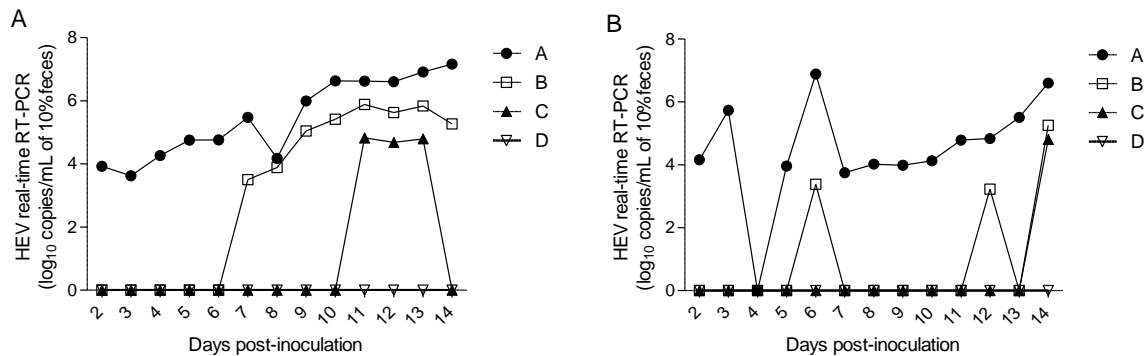 A
HEV real-time RT-PCR
(log10 copies/mL of 10%feces)
8
6
4
2
0
2 3 4 5 6 7 8 9 10 11 12 13 14
Days post-inoculation
A
B
C
D
B
HEV real-time RT-PCR
(log10 copies/mL of 10%feces)
8
6
4
2
0
2 3 4 5 6 7 8 9 10 11 12 13 14
Days post-inoculation
A
B
C
D